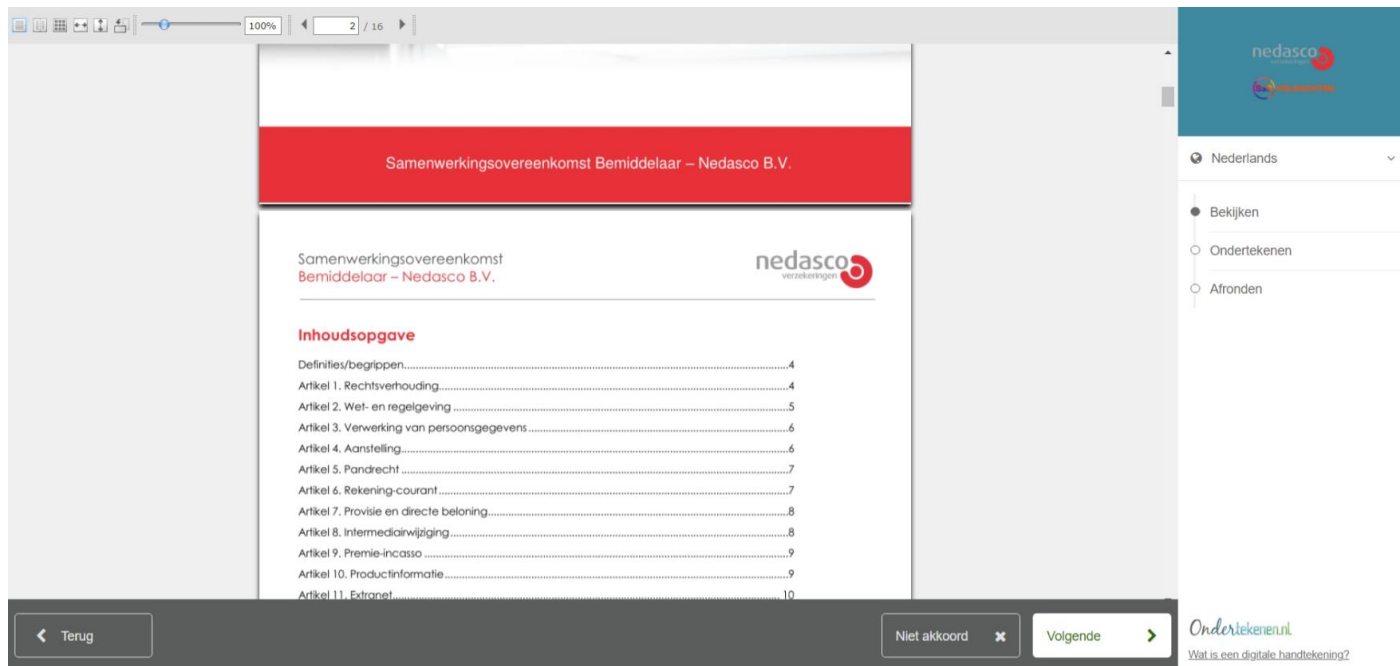 100%
2 / 16
Samenwerkingsovereenkomst Bemiddelaar – Nedasco B.V.
Samenwerkingsovereenkomst
Bemiddelaar – Nedasco B.V.
nedasco
verzekeringen
Inhoudsopgave
Definities/begrippen....4
Artikel 1. Rechtsverhouding....4
Artikel 2. Wet- en regelgeving....5
Artikel 3. Verwerking van persoonsgegevens....6
Artikel 4. Aanstelling....6
Artikel 5. Pandrecht....7
Artikel 6. Rekening-courant....7
Artikel 7. Provisie en directe beloning....8
Artikel 8. Intermediairwijziging....8
Artikel 9. Premie-incasso....9
Artikel 10. Productinformatie....9
Artikel 11. Extranet....10
Terug
Niet akkoord
Volgende
nedasco
verzekeringen
Nederlands
Bekijken
Ondertekenen
Afronden
Ondertekenen.nl
Wat is een digitale handtekening?